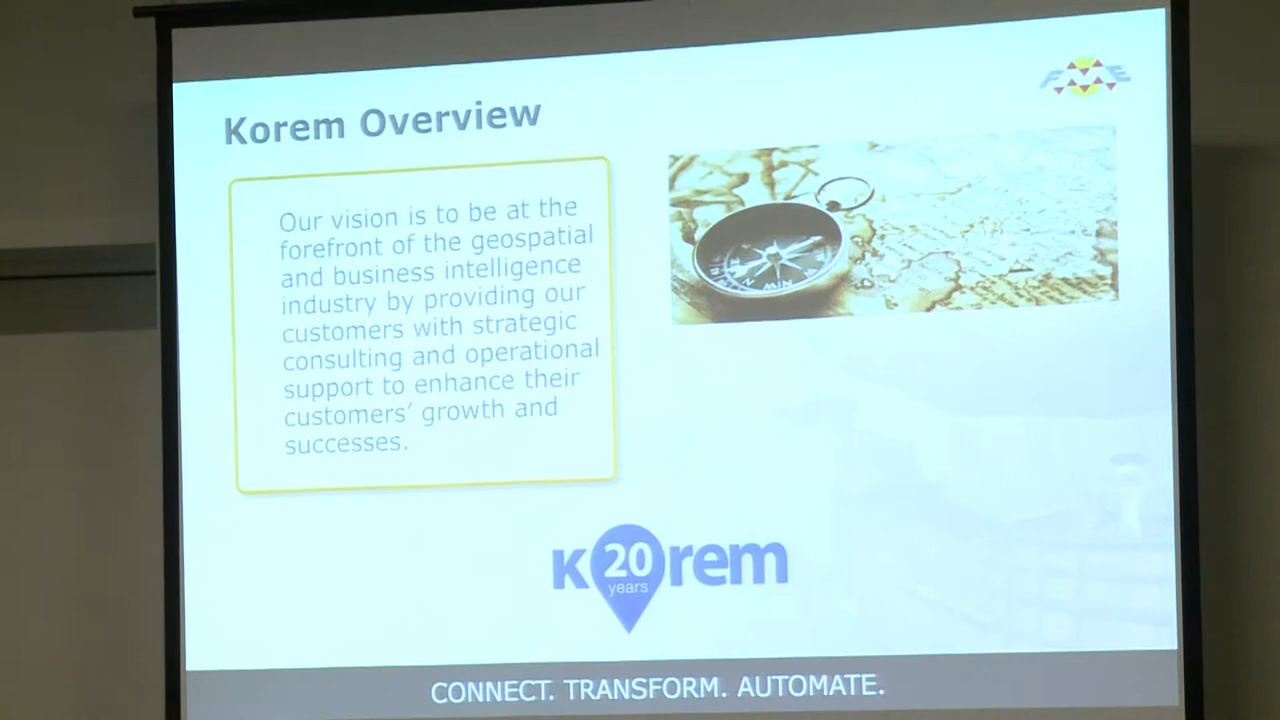 FME
Korem Overview
Our vision is to be at the
forefront of the geospatial
and business intelligence
industry by providing our
customers with strategic
consulting and operational
support to enhance their
customers' growth and
successes.
K20rem
years
CONNECT. TRANSFORM. AUTOMATE.